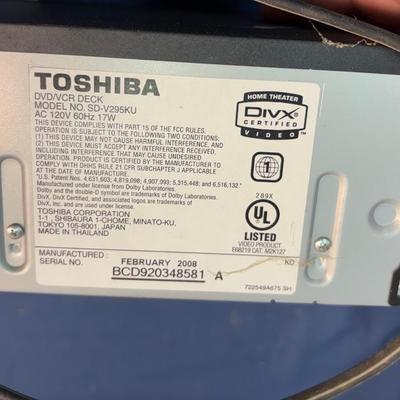 TOSHIBA
DVD/VCR DECK
MODEL NO. SD-V295KU
AC 120V 60Hz 17W
THIS DEVICE COMPLIES WITH PART 15 OF THE FCC RULES.
OPERATION IS SUBJECT TO THE FOLLOWING TWO CONDITIONS:
(1) THIS DEVICE MAY NOT CAUSE HARMFUL INTERFERENCE, AND
(2) THIS DEVICE MUST ACCEPT ANY INTERFERENCE RECEIVED,
INCLUDING INTERFERENCE THAT MAY CAUSE UNDESIRED
OPERATION. PRODUCT IS CERTIFIED BY THE MANUFACTURER TO
COMPLY WITH DHHS RULES 21 CFR SUBCHAPTER J APPLICABLE
AT THE DATE OF MANUFACTURE.
U.S. Patent Nos. 4,631,603; 4,819,098; 4,907,093; 5,315,448; and 6,516,132.
Manufactured under license from Dolby Laboratories.
Dolby and the double-D symbol are trademarks of Dolby Laboratories.
DivX, DivX Certified, and associated logos are trademarks of
DivX, Inc. and are used under license.
TOSHIBA CORPORATION
1-1, SHIBAURA 1-CHOME, MINATO-KU,
TOKYO 105-8001, JAPAN
MADE IN THAILAND
HOME THEATER
DIVX
CERTIFIED
VIDEO
1
289X
UL
LISTED
VIDEO PRODUCT
E68219 CAT. M2K127
MANUFACTURED : FEBRUARY 2008
KD
SERIAL NO. BCD920348581 A
722549A675 SH